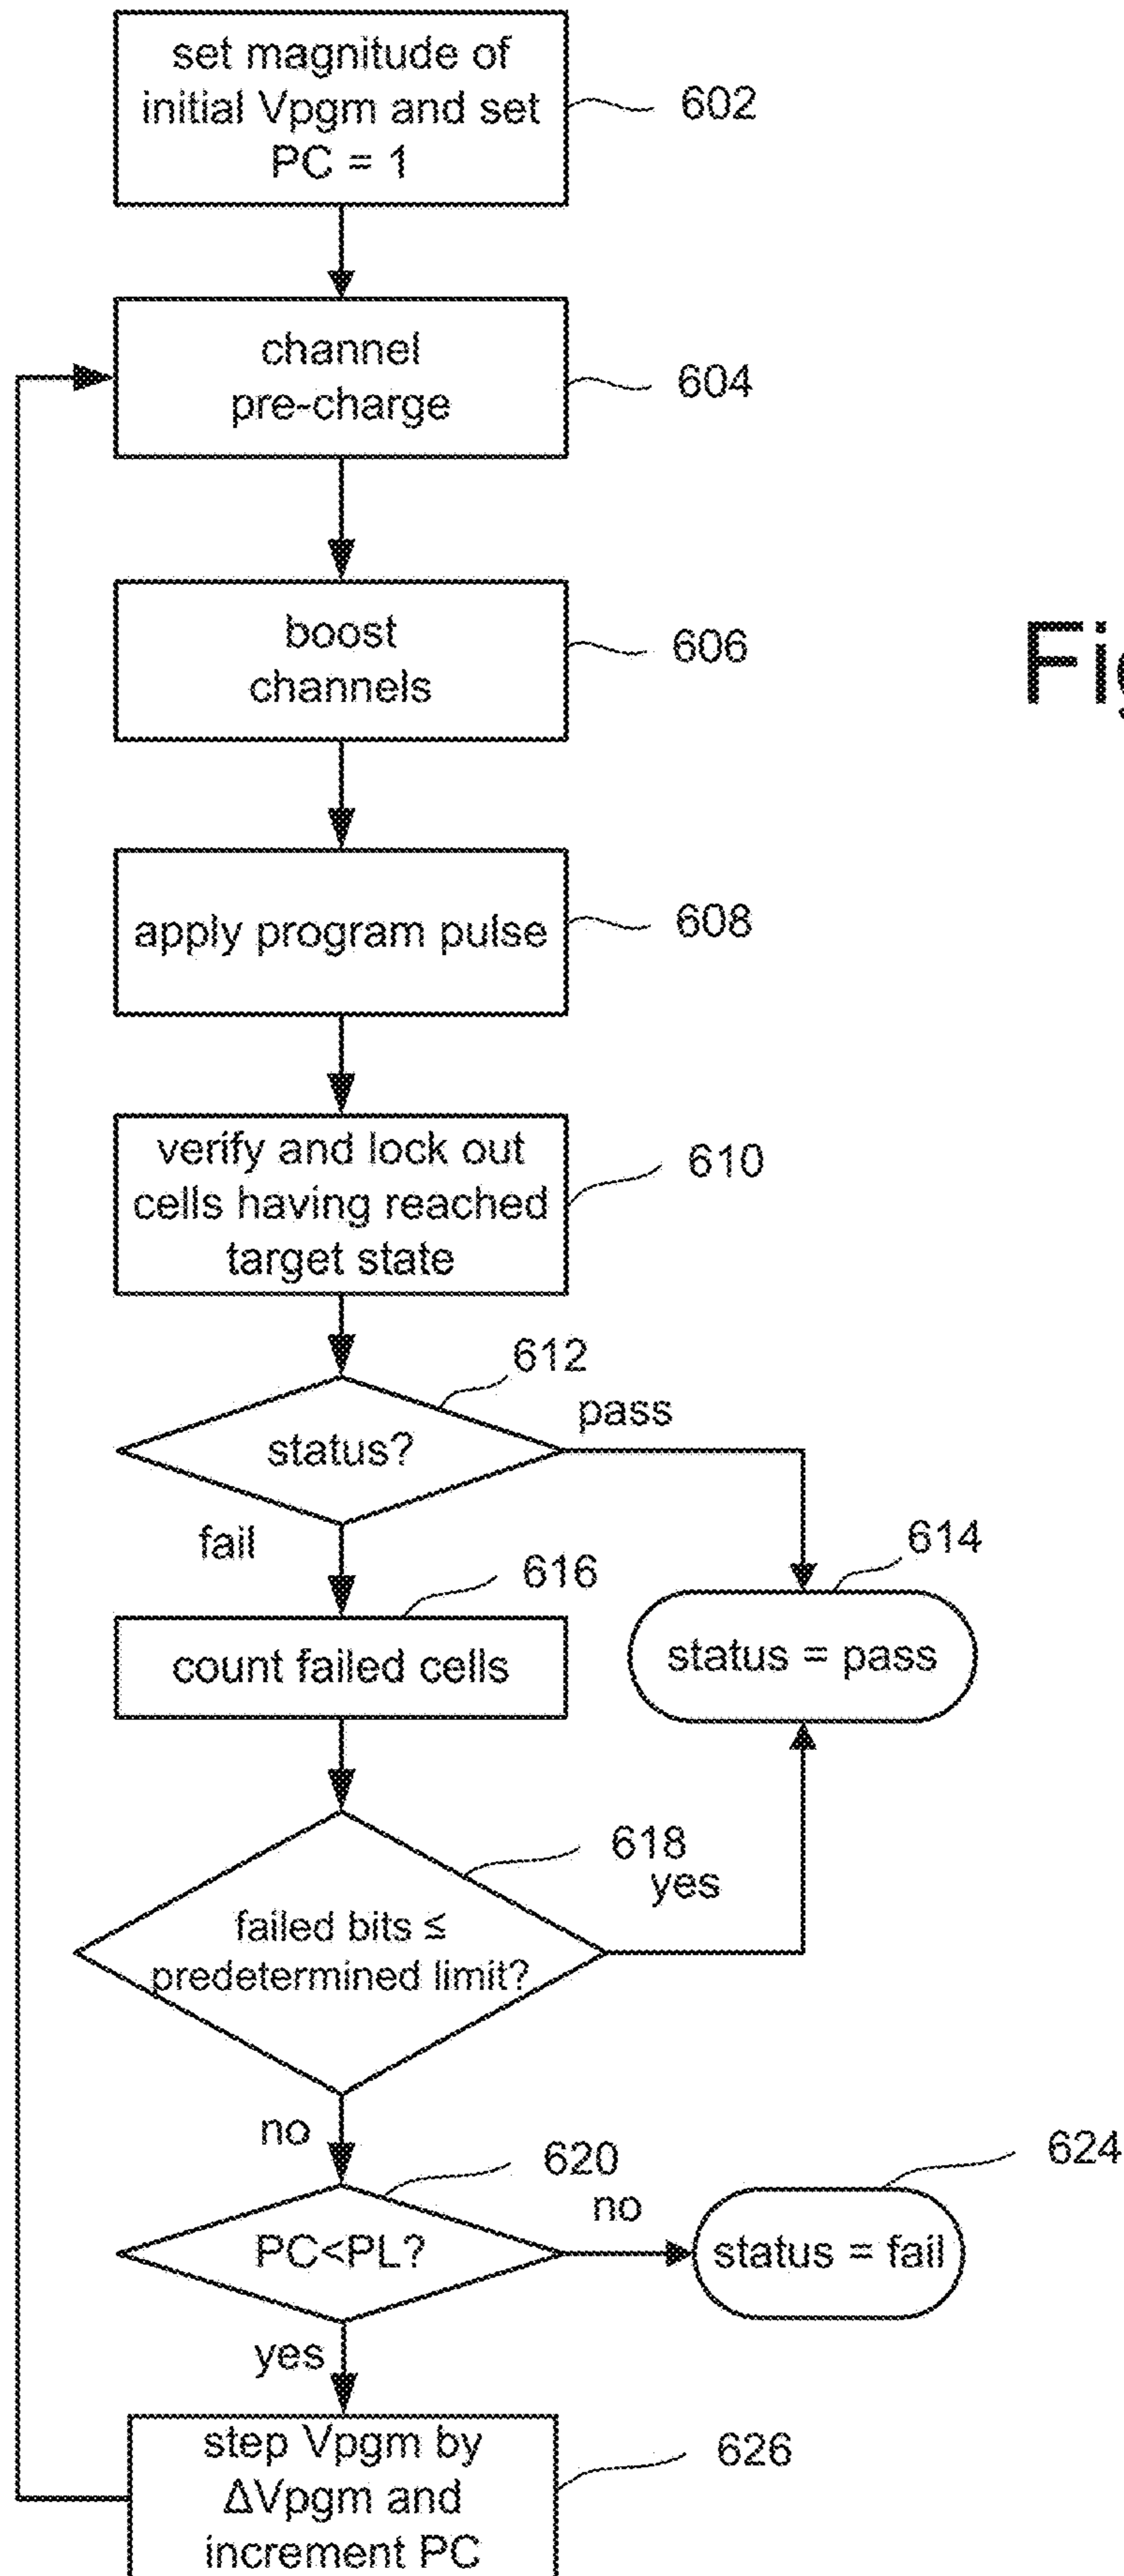 set magnitude of
initial Vpgm and set
PC = 1
602
channel
pre-charge
604
boost
channels
606
Fig
apply program pulse
608
verify and lock out
cells having reached
target state
610
612
status?
pass
fail
614
status = pass
616
count failed cells
618
yes
failed bits ≤
predetermined limit?
no
620
PC<PL?
no
624
status = fail
yes
step Vpgm by
ΔVpgm and
increment PC
626